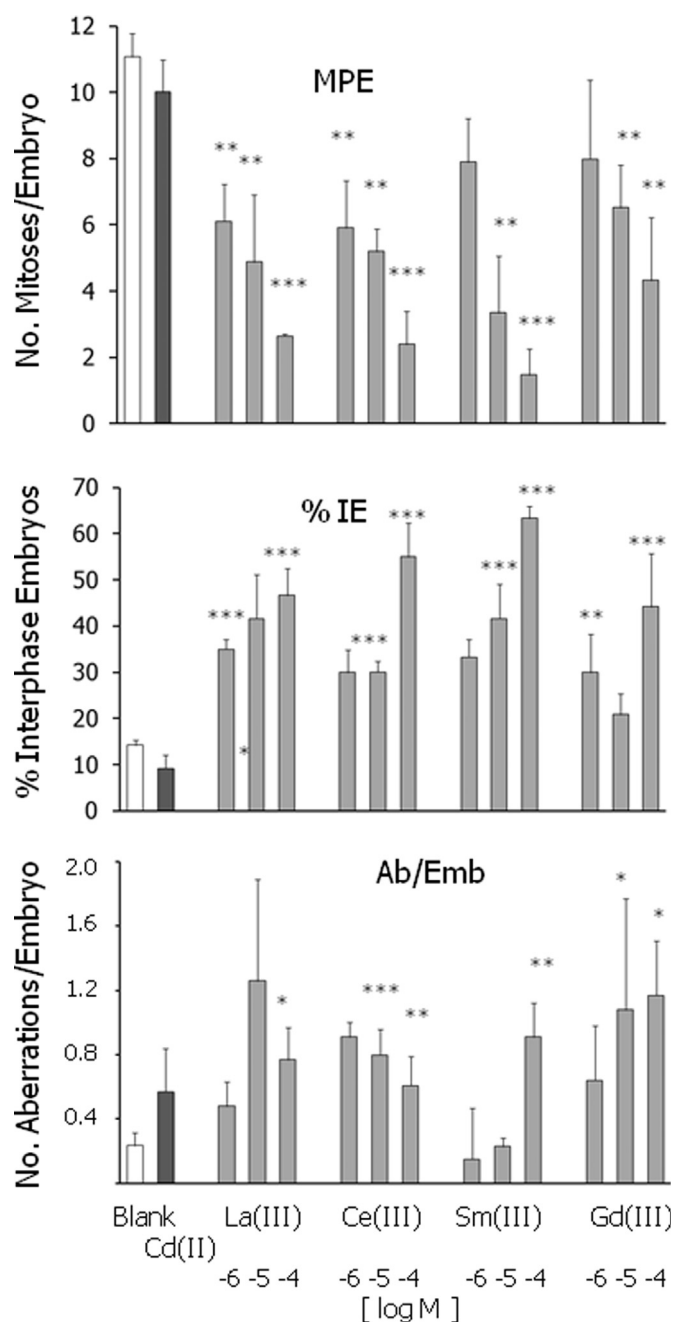 MPE
No. Mitoses/Embryo
12
10
8
6
4
2
0
** ** *** ** ** *** ** *** ** **
% IE
% Interphase Embryos
70
60
50
40
30
20
10
0
*** * *** *** *** *** *** ** ***
Ab/Emb
No. Aberrations/Embryo
2.0
1.6
1.2
0.8
0.4
* *** ** ** * *
Blank La(III) Ce(III) Sm(III) Gd(III)
Cd(II)
-6 -5 -4 -6 -5 -4 -6 -5 -4 -6 -5 -4
[ log M ]